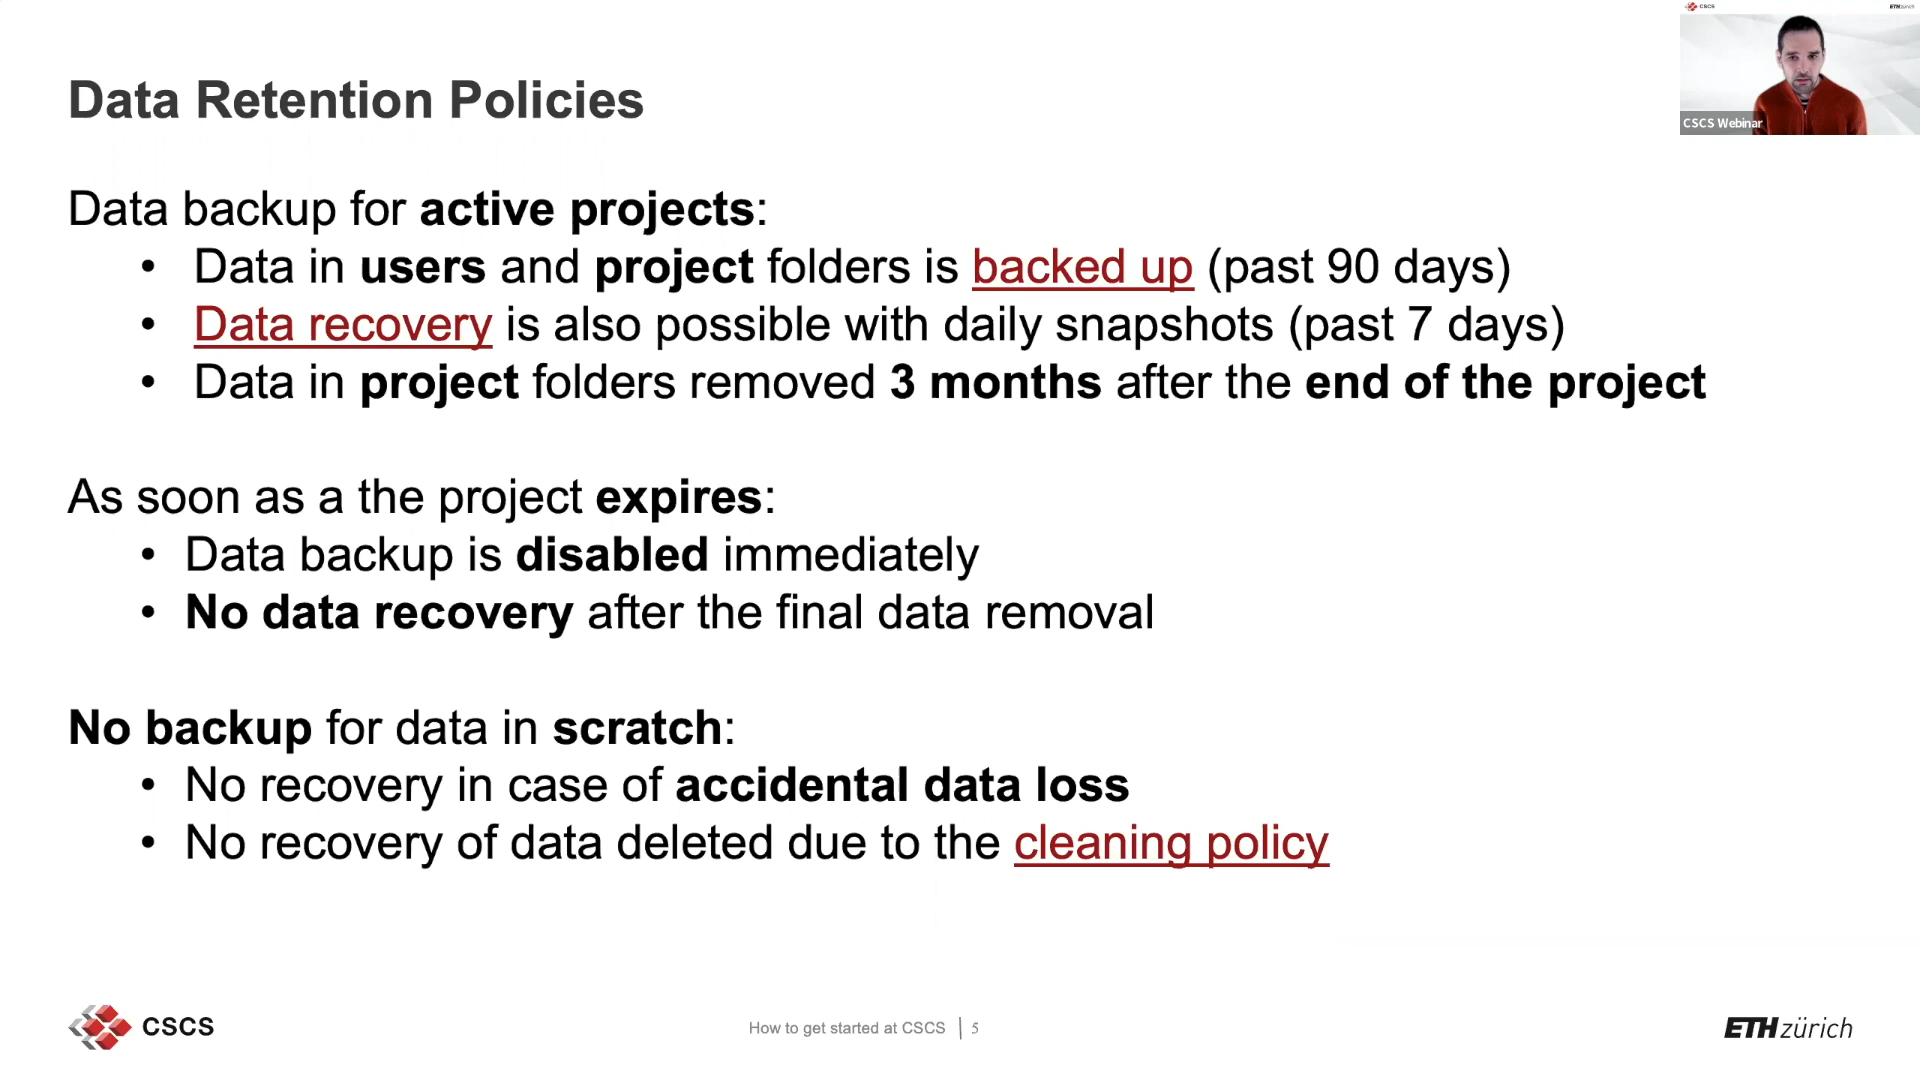 CSCS
ETH zürich
CSCS Webinar
Data Retention Policies
Data backup for active projects:
• Data in users and project folders is backed up (past 90 days)
• Data recovery is also possible with daily snapshots (past 7 days)
• Data in project folders removed 3 months after the end of the project
As soon as a the project expires:
• Data backup is disabled immediately
• No data recovery after the final data removal
No backup for data in scratch:
• No recovery in case of accidental data loss
• No recovery of data deleted due to the cleaning policy
CSCS
How to get started at CSCS | 5
ETH zürich